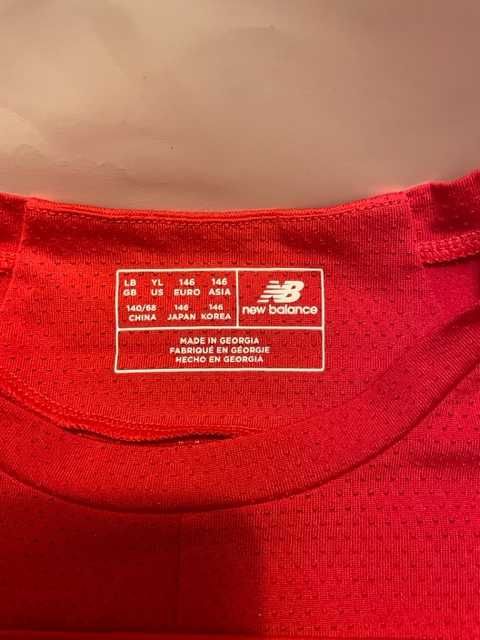 LB YL 146 146
GB US EURO ASIA
140/68 146 146
CHINA JAPAN KOREA
NB
new balance
MADE IN GEORGIA
FABRIQUÉ EN GÉORGIE
HECHO EN GEORGIA